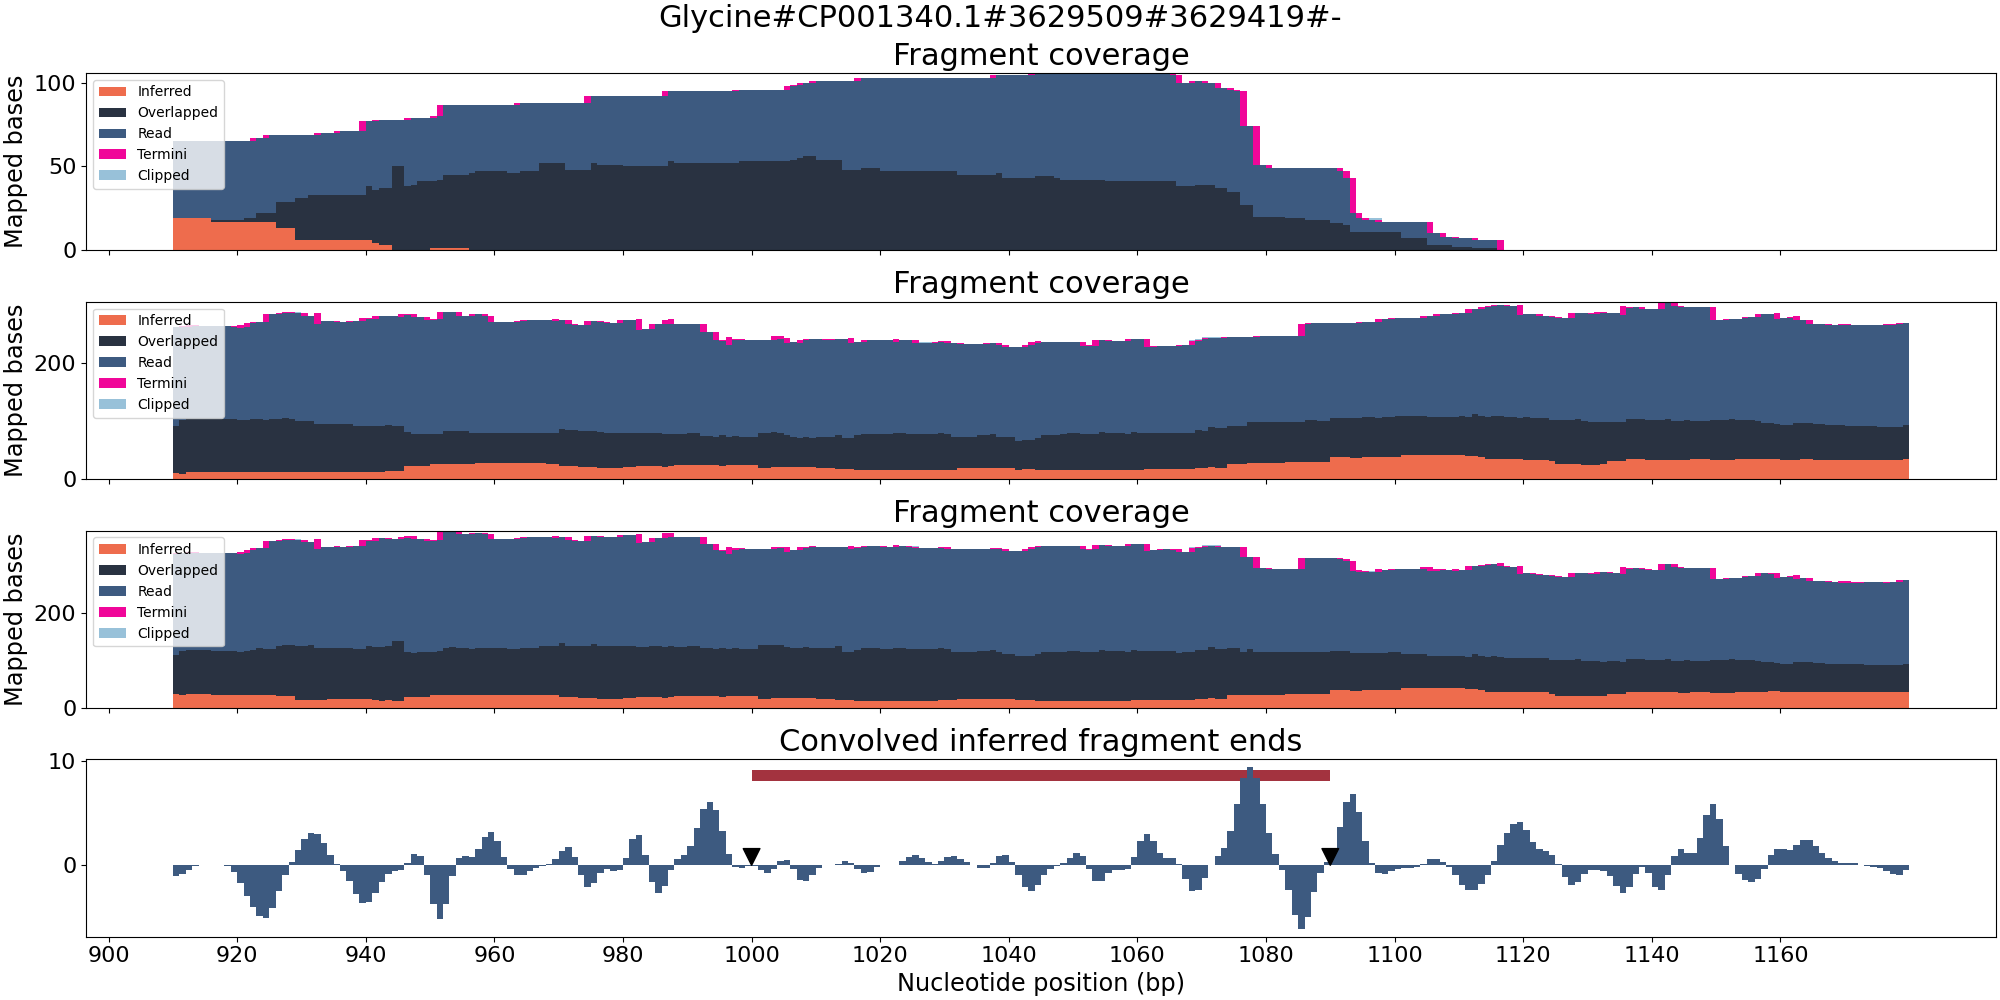 Glycine#CP001340.1#3629509#3629419#-
Fragment coverage
Mapped bases
100
50
0
Inferred
Overlapped
Read
Termini
Clipped
Fragment coverage
Mapped bases
200
0
Inferred
Overlapped
Read
Termini
Clipped
Fragment coverage
Mapped bases
200
0
Inferred
Overlapped
Read
Termini
Clipped
Convolved inferred fragment ends
10
0
900 920 940 960 980 1000 1020 1040 1060 1080 1100 1120 1140 1160
Nucleotide position (bp)